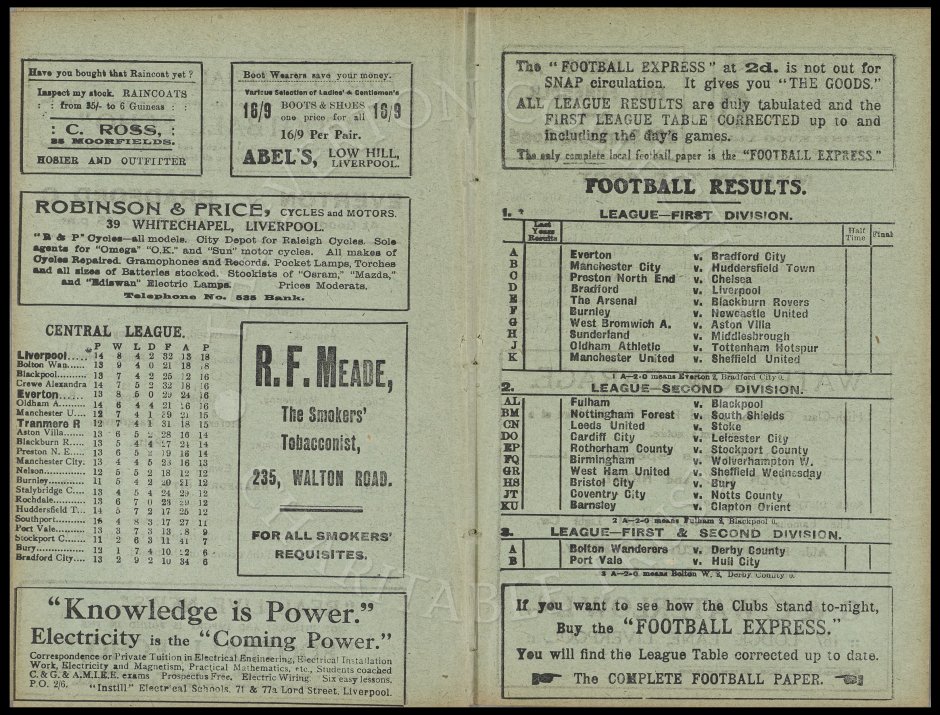 Have you bought that Raincoat yet ?
Inspect my stock. RAINCOATS
: : from 35/- to 6 Guineas : :
: C. ROSS, :
25 MOORFIELDS.
HOSIER AND OUTFITTER
Boot Wearers save your money.
Various Selection of Ladies' & Gentlemen's
16/9 BOOTS & SHOES 16/9
one price for all
16/9 Per Pair.
ABEL'S, LOW HILL,
LIVERPOOL.
ROBINSON & PRICE, CYCLES and MOTORS.
39 WHITECHAPEL, LIVERPOOL.
"R & P" Cycles—all models. City Depot for Raleigh Cycles. Sole
agents for "Omega" "O.K." and "Sun" motor cycles. All makes of
Cycles Repaired. Gramophones and Records. Pocket Lamps, Torches
and all sizes of Batteries stocked. Stockists of "Osram," "Mazda,"
and "Ediswan" Electric Lamps. Prices Moderate.
Telephone No. 535 Bank.
CENTRAL LEAGUE.
P W L D F A P
Liverpool..... 14 8 4 2 32 13 18
Bolton Wan..... 13 9 4 0 21 18 18
Blackpool....... 13 7 4 2 25 12 16
Crewe Alexandra 14 7 5 2 32 18 16
Everton........ 13 8 5 0 29 24 16
Oldham A........ 14 6 4 4 21 16 16
Manchester U.... 12 7 4 1 29 21 15
Tranmere R 12 7 4 1 31 18 15
Aston Villa....... 13 6 5 2 28 16 14
Blackburn R..... 13 5 4 4 27 24 14
Preston N. E..... 13 6 5 2 19 16 14
Manchester City. 13 4 4 5 23 16 13
Nelson............ 12 5 5 2 18 12 12
Burnley........... 11 5 4 2 20 21 12
Stalybridge C.... 13 4 5 4 24 29 12
Rochdale.......... 13 6 7 0 23 29 12
Huddersfield T... 14 5 7 2 17 25 12
Southport........ 15 4 8 3 17 27 11
Port Vale......... 13 3 7 3 13 8 9
Stockport C....... 11 2 6 3 11 41 7
Bury............... 12 1 7 4 10 22 6
Bradford City.... 13 2 9 2 10 34 6
R. F. MEADE,
The Smokers'
Tobacconist,
235, WALTON ROAD.
FOR ALL SMOKERS'
REQUISITES.
"Knowledge is Power."
Electricity is the "Coming Power."
Correspondence or Private Tuition in Electrical Engineering, Electrical Installation
Work, Electricity and Magnetism, Practical Mathematics, etc., Students coached
C. & G. & A.M.I.E.E. exams Prospectus Free. Electric Wiring Six easy lessons.
P.O. 2/6. "Instill" Electrical Schools, 71 & 77a Lord Street, Liverpool.
The "FOOTBALL EXPRESS" at 2d. is not out for
SNAP circulation. It gives you "THE GOODS."
ALL LEAGUE RESULTS are duly tabulated and the
FIRST LEAGUE TABLE CORRECTED up to and
including the day's games.
The only complete local football paper is the "FOOTBALL EXPRESS."
FOOTBALL RESULTS.
1. LEAGUE—FIRST DIVISION.
Last Years Results Half Time Final
A Everton v. Bradford City
B Manchester City v. Huddersfield Town
C Preston North End v. Chelsea
D Bradford v. Liverpool
E The Arsenal v. Blackburn Rovers
F Burnley v. Newcastle United
G West Bromwich A. v. Aston Villa
H Sunderland v. Middlesbrough
J Oldham Athletic v. Tottenham Hotspur
K Manchester United v. Sheffield United
1 A—2-0 means Everton 2, Bradford City 0.
2. LEAGUE—SECOND DIVISION.
AL Fulham v. Blackpool
BM Nottingham Forest v. South Shields
CN Leeds United v. Stoke
DO Cardiff City v. Leicester City
EP Rotherham County v. Stockport County
FQ Birmingham v. Wolverhampton W.
GR West Ham United v. Sheffield Wednesday
HS Bristol City v. Bury
JT Coventry City v. Notts County
KU Barnsley v. Clapton Orient
2 A—2-0 means Fulham 2, Blackpool 0.
3. LEAGUE—FIRST & SECOND DIVISION.
A Bolton Wanderers v. Derby County
B Port Vale v. Hull City
3 A—2-0 means Bolton W. 2, Derby County 0.
If you want to see how the Clubs stand to-night,
Buy the "FOOTBALL EXPRESS."
You will find the League Table corrected up to date.
The COMPLETE FOOTBALL PAPER.